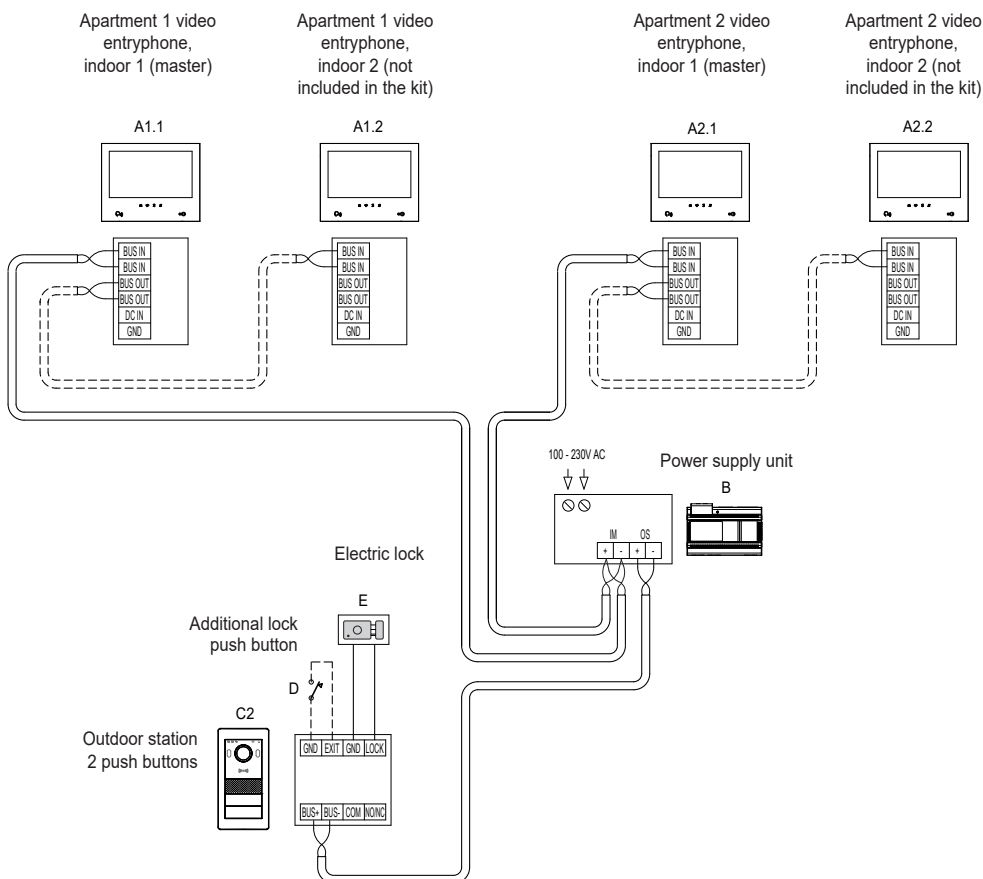 Apartment 1 video
entryphone,
indoor 1 (master)
Apartment 1 video
entryphone,
indoor 2 (not
included in the kit)
Apartment 2 video
entryphone,
indoor 1 (master)
Apartment 2 video
entryphone,
indoor 2 (not
included in the kit)
A1.1
A1.2
A2.1
A2.2
BUS IN
BUS IN
BUS OUT
BUS OUT
DC IN
GND
BUS IN
BUS IN
BUS OUT
BUS OUT
DC IN
GND
BUS IN
BUS IN
BUS OUT
BUS OUT
DC IN
GND
BUS IN
BUS IN
BUS OUT
BUS OUT
DC IN
GND
100 - 230V AC
Power supply unit
B
IM OS
+ - + -
Electric lock
E
Additional lock
push button
D
C2
Outdoor station
2 push buttons
GND EXIT GND LOCK
BUS+ BUS- COM NO/NC